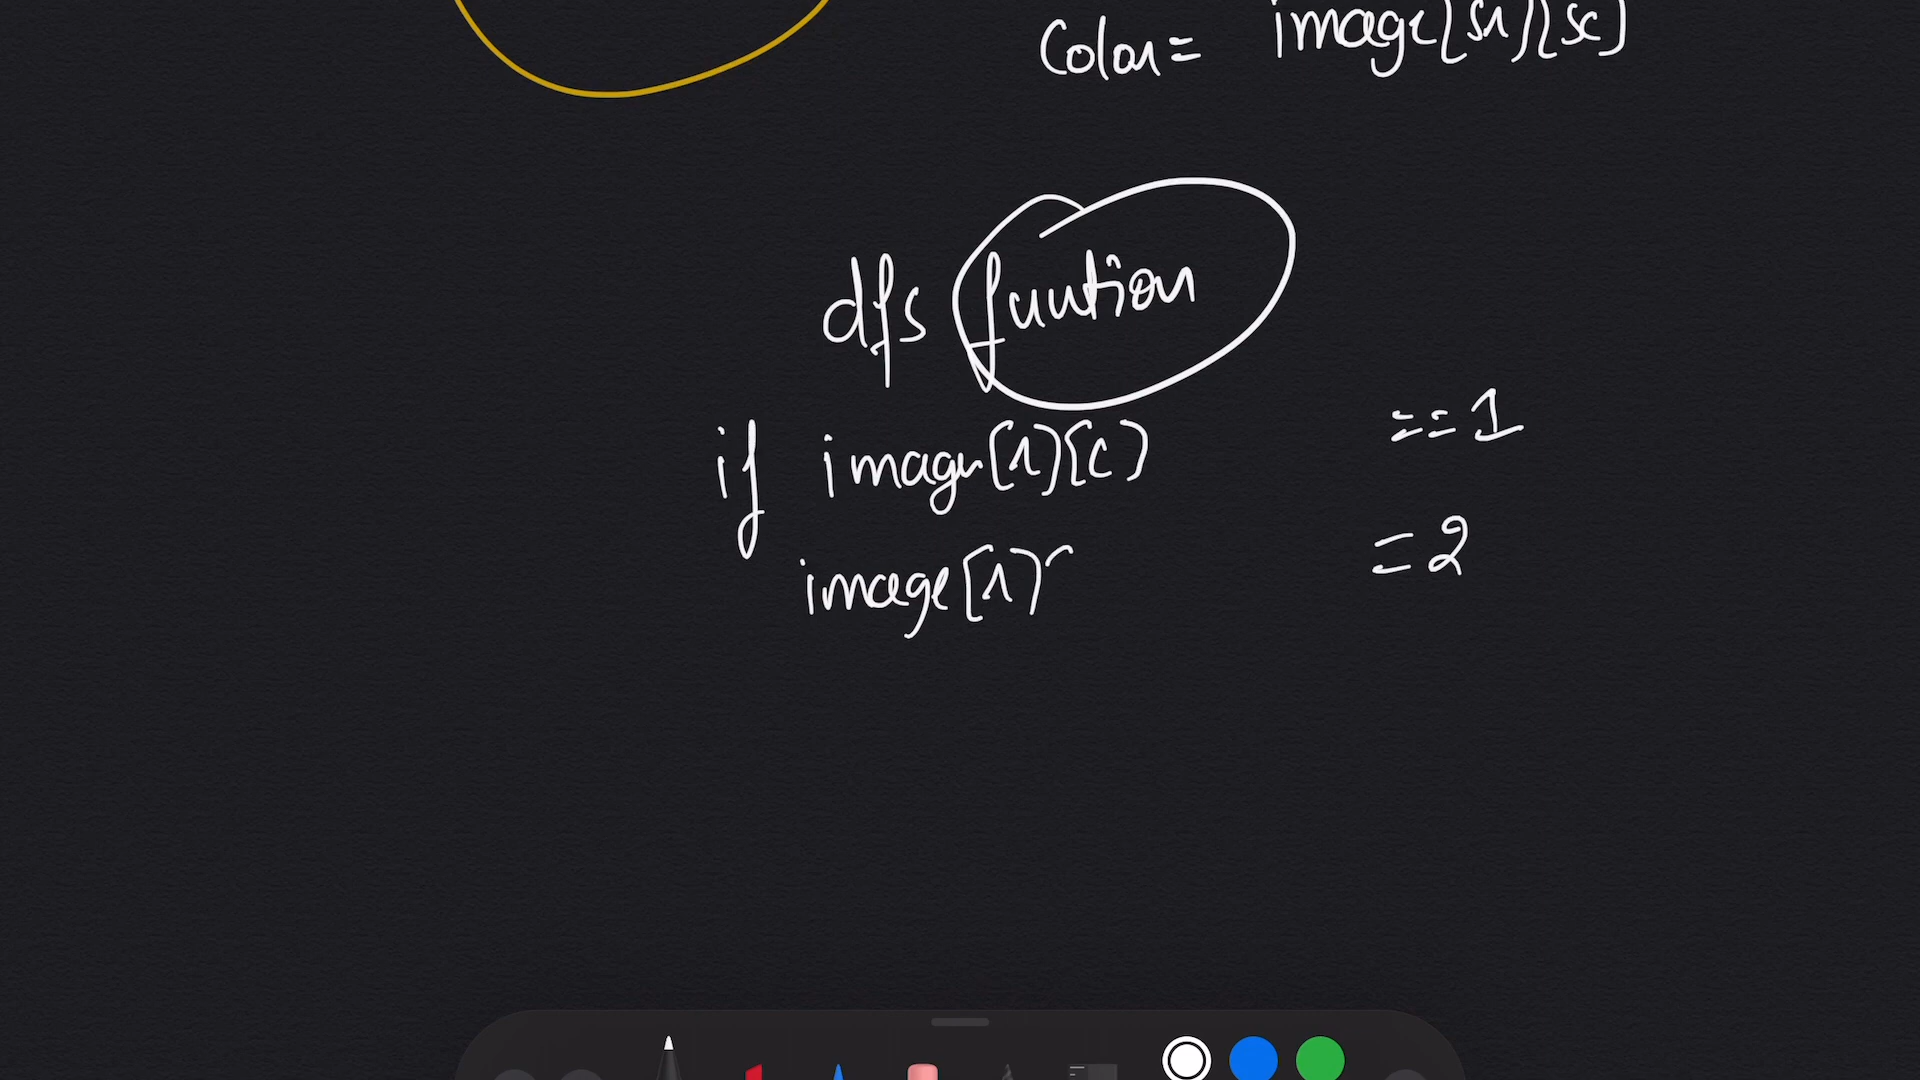 Color = image[sr][sc]
dfs function
if image[r][c] == 1
image[r] = 2